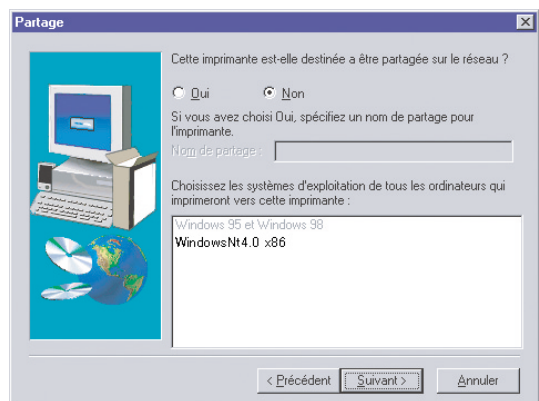 Partage
Cette imprimante est-elle destinée a être partagée sur le réseau ?
Oui
Non
Si vous avez choisi Oui, spécifiez un nom de partage pour
l'imprimante.
Nom de partage :
Choisissez les systèmes d'exploitation de tous les ordinateurs qui
imprimeront vers cette imprimante :
Windows 95 et Windows 98
WindowsNt4.0 x86
< Précédent
Suivant >
Annuler